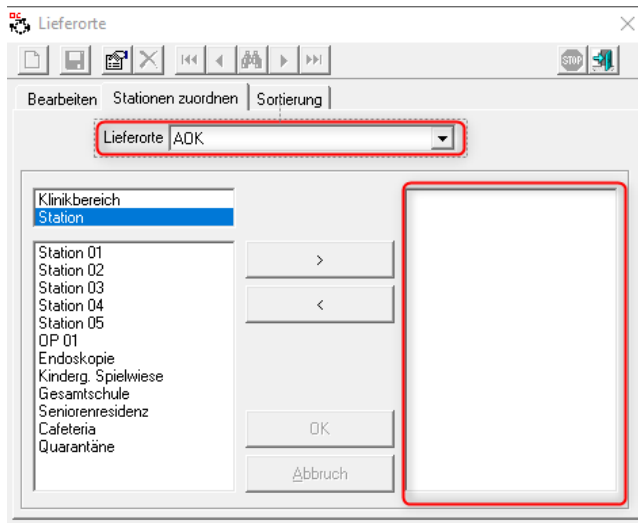 Lieferorte
STOP
Bearbeiten Stationen zuordnen Sortierung
Lieferorte AOK
Klinikbereich
Station
Station 01
Station 02
Station 03
Station 04
Station 05
OP 01
Endoskopie
Kinderg. Spielwiese
Gesamtschule
Seniorenresidenz
Cafeteria
Quarantäne
>
<
OK
Abbruch